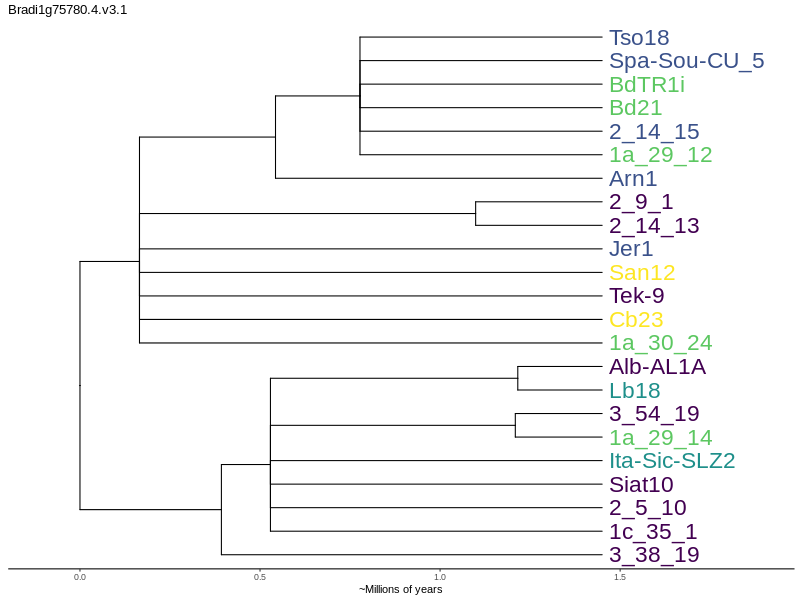 Bradi1g75780.4.v3.1
Tso18
Spa-Sou-CU_5
BdTR1i
Bd21
2_14_15
1a_29_12
Arn1
2_9_1
2_14_13
Jer1
San12
Tek-9
Cb23
1a_30_24
Alb-AL1A
Lb18
3_54_19
1a_29_14
Ita-Sic-SLZ2
Siat10
2_5_10
1c_35_1
3_38_19
0.0 0.5 1.0 1.5
~Millions of years